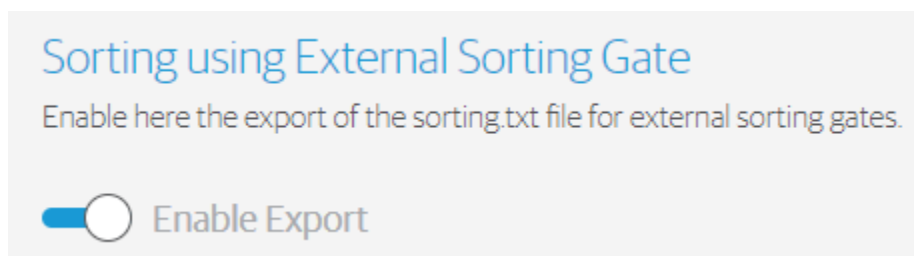 Sorting using External Sorting Gate
Enable here the export of the sorting.txt file for external sorting gates.
Enable Export